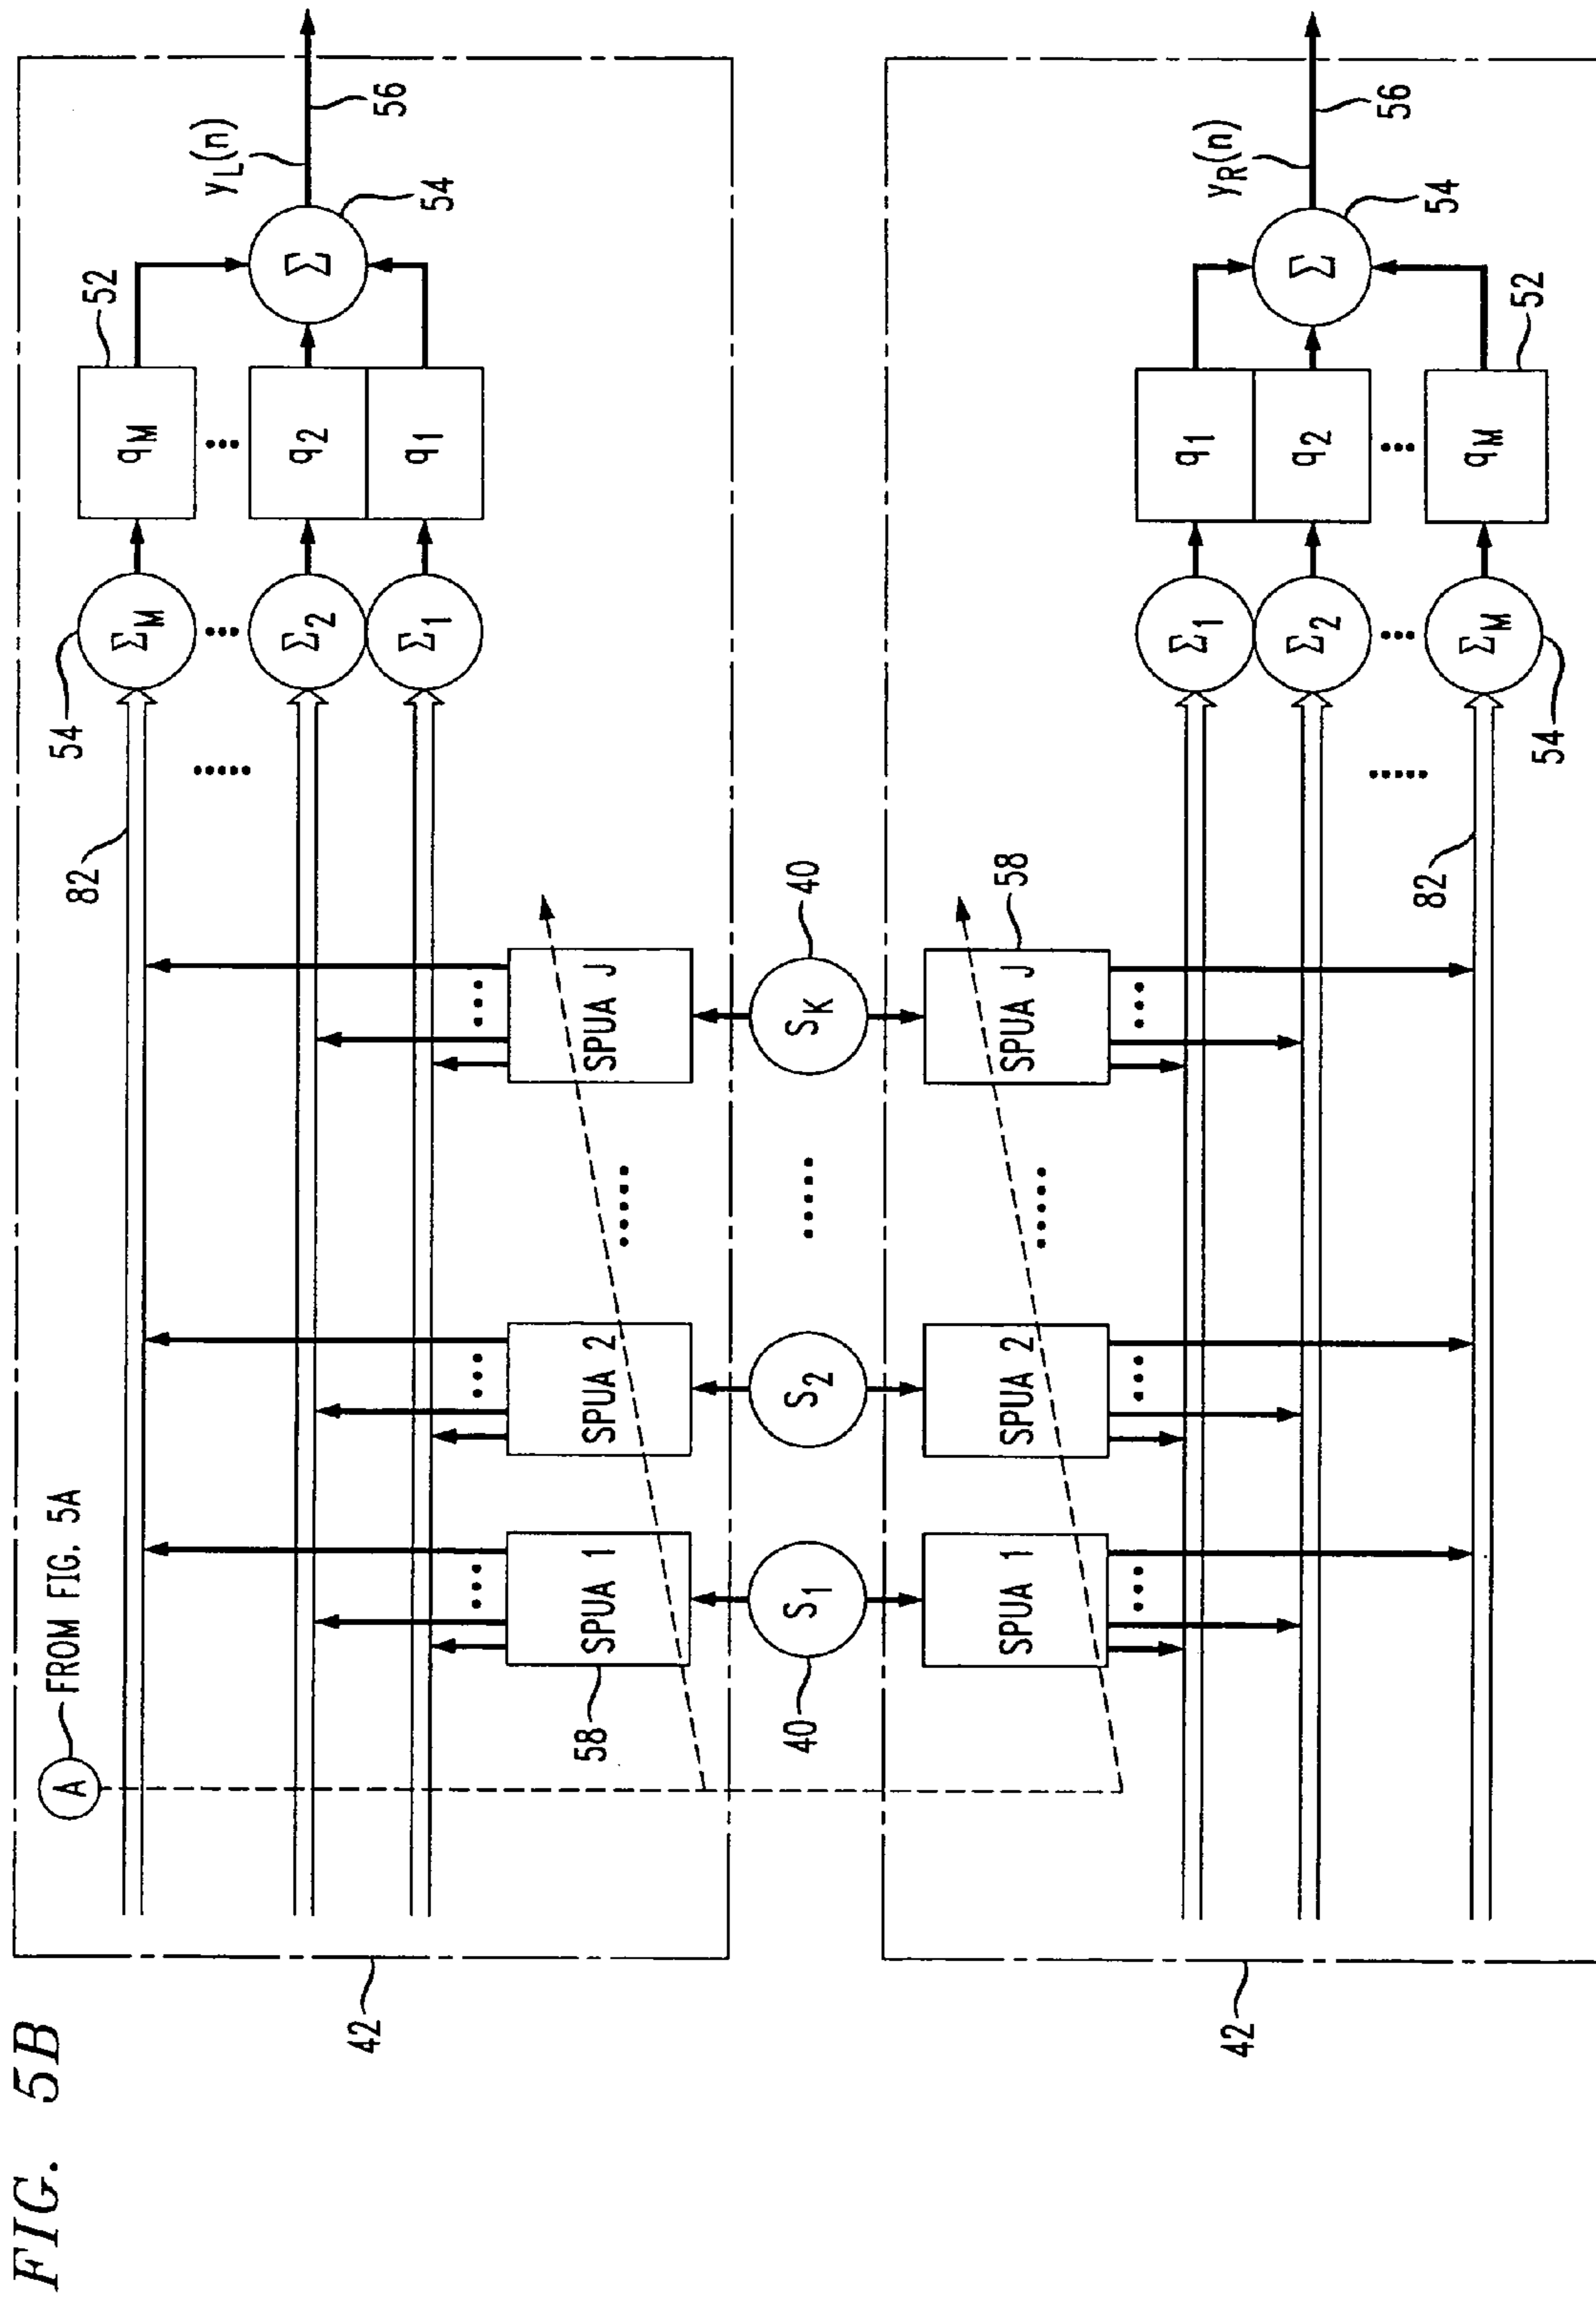 FIG. 5B
A FROM FIG. 5A
42
82
54
Σ_M
q_M
52
Σ_2
q_2
Σ_1
q_1
Σ
54
y_L(n)
56
58
SPUA 1
SPUA 2
SPUA J
40
S_1
S_2
S_K
40
SPUA 1
SPUA 2
SPUA J
58
42
82
54
Σ_1
q_1
Σ_2
q_2
Σ_M
q_M
52
Σ
54
y_R(n)
56